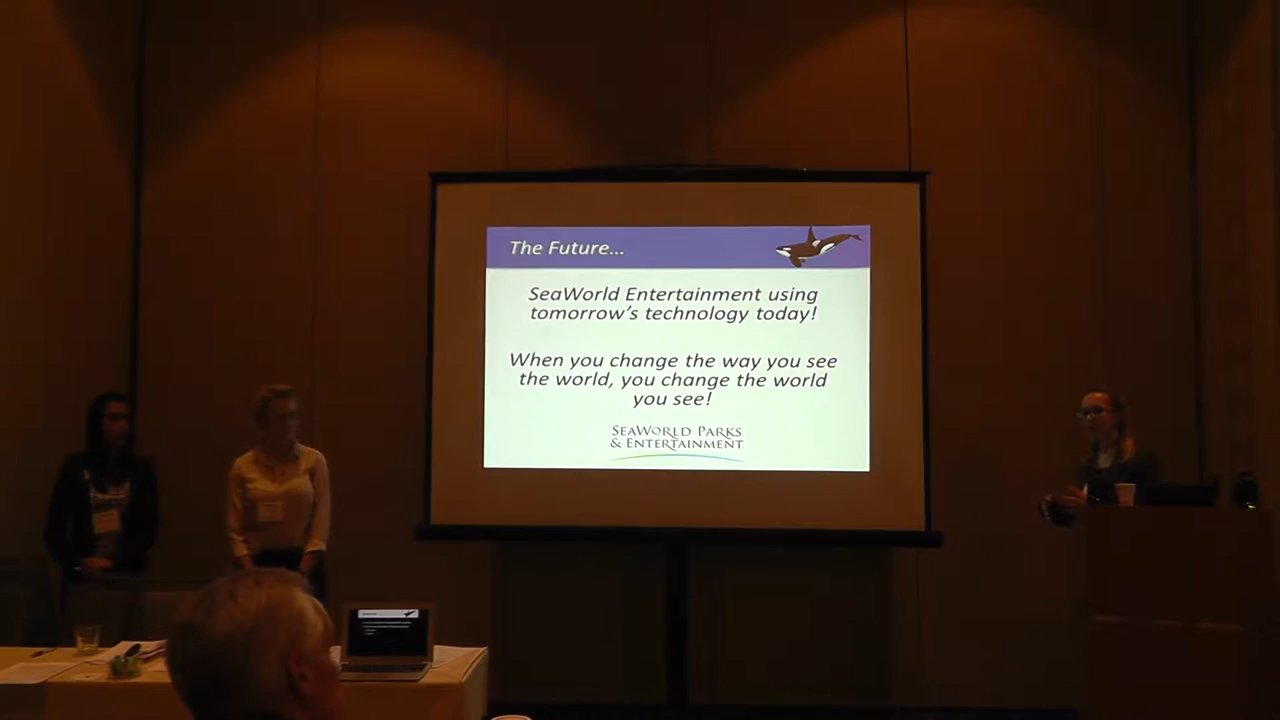 The Future...
SeaWorld Entertainment using
tomorrow's technology today!
When you change the way you see
the world, you change the world
you see!
SEAWORLD PARKS
& ENTERTAINMENT